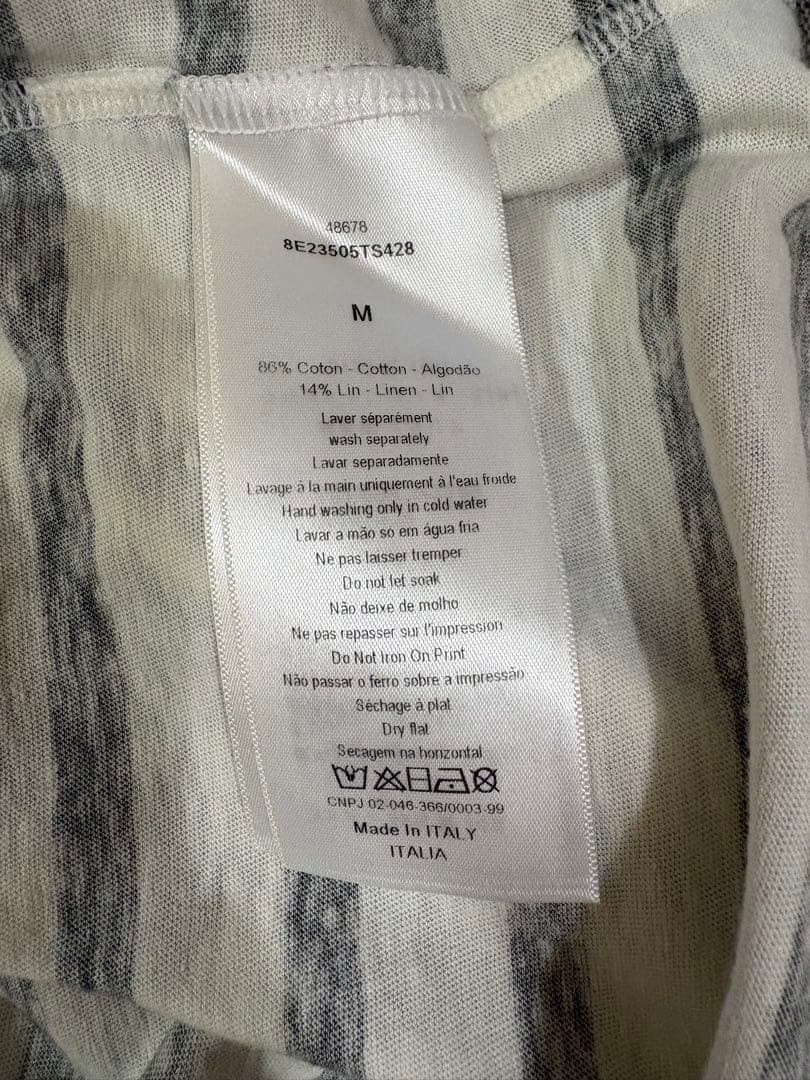 48678
8E23505TS428
M
86% Coton - Cotton - Algodão
14% Lin - Linen - Lin
Laver séparément
wash separately
Lavar separadamente
Lavage à la main uniquement à l'eau froide
Hand washing only in cold water
Lavar a mão so em água fria
Ne pas laisser tremper
Do not let soak
Não deixe de molho
Ne pas repasser sur l'impression
Do Not Iron On Print
Não passar o ferro sobre a impressão
Séchage à plat
Dry flat
Secagem na horizontal
CNPJ 02-046-366/0003-99
Made In ITALY
ITALIA